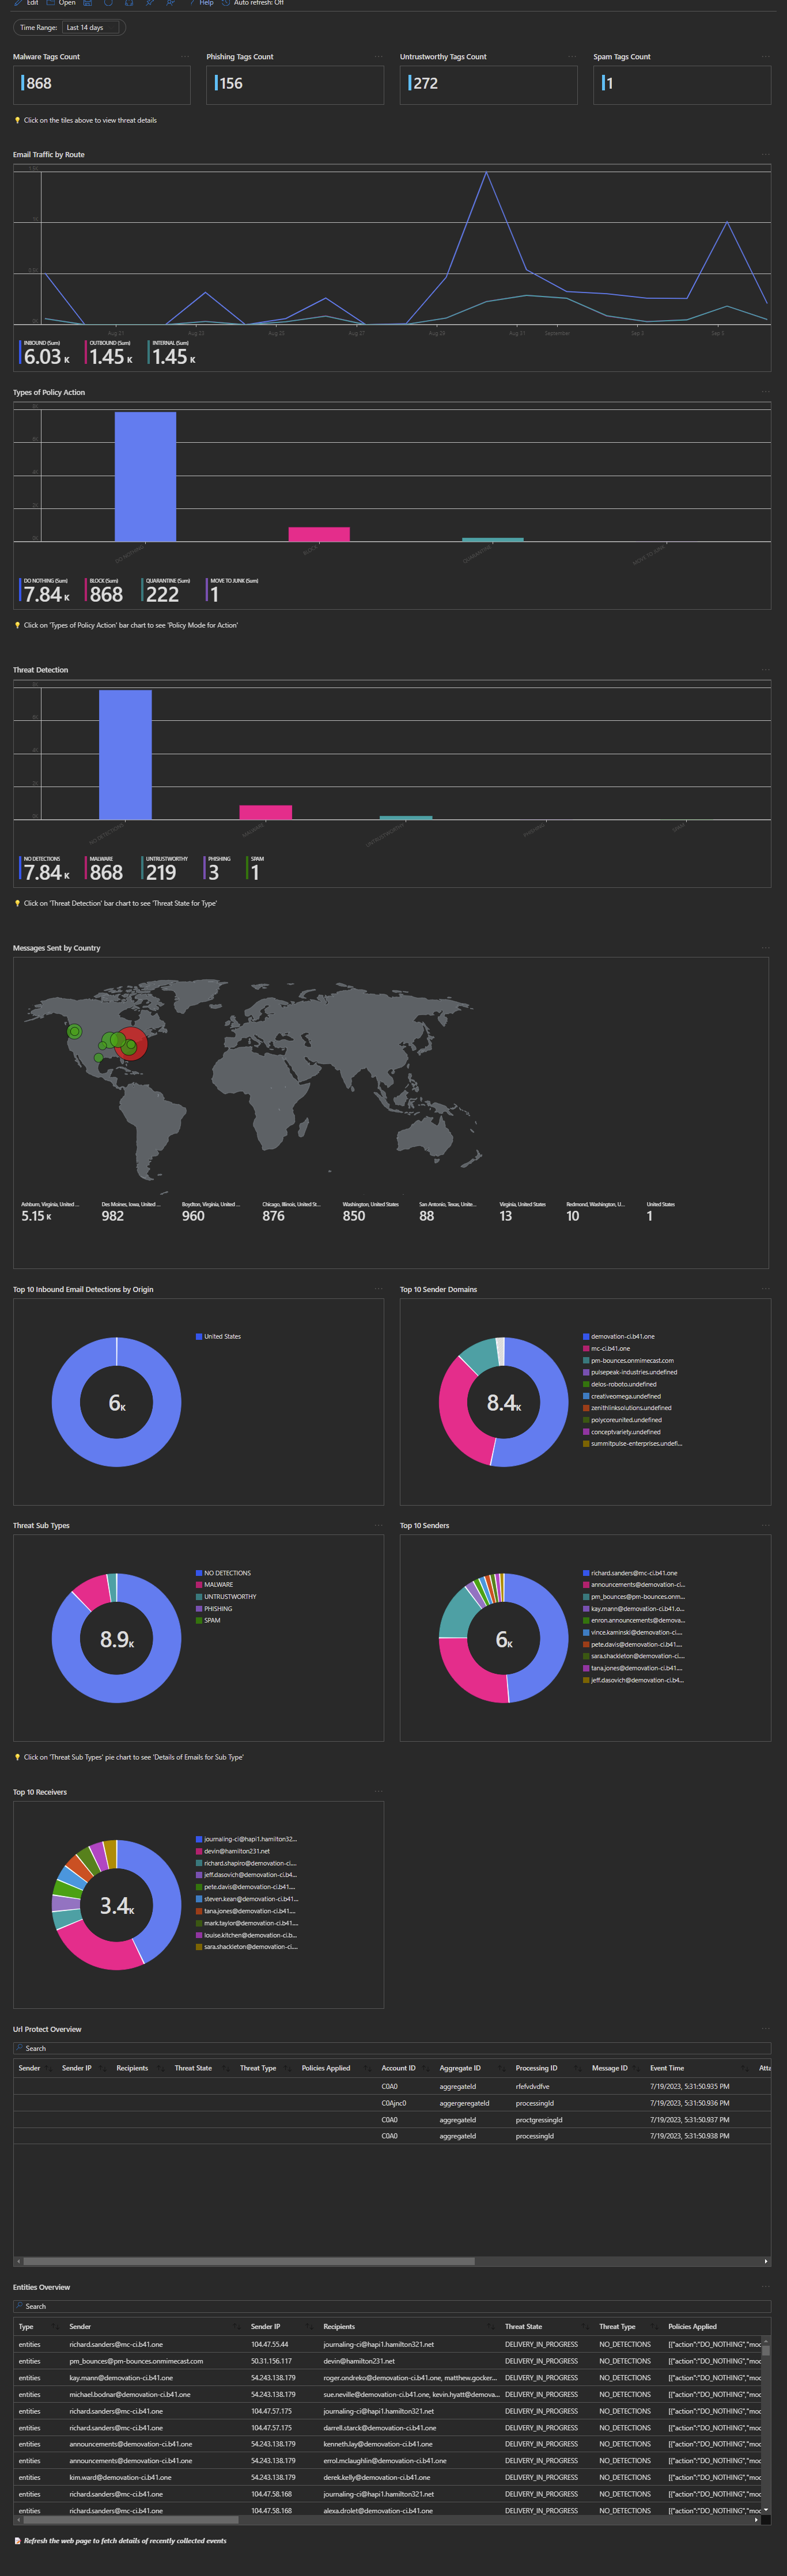 Edit Open Help Auto refresh: Off
Time Range: Last 14 days
Malware Tags Count
868
Phishing Tags Count
156
Untrustworthy Tags Count
272
Spam Tags Count
1
Click on the tiles above to view threat details
Email Traffic by Route
Aug 27
Aug 31
September
INBOUND (Sum)
6.03 K
OUTBOUND (Sum)
1.45 K
INTERNAL (Sum)
1.45 K
Types of Policy Action
DO NOTHING
BLOCK
QUARANTINE
MOVE TO JUNK
DO NOTHING (Sum)
7.84 K
BLOCK (Sum)
868
QUARANTINE (Sum)
222
MOVE TO JUNK (Sum)
1
Click on 'Types of Policy Action' bar chart to see 'Policy Mode for Action'
Threat Detection
NO DETECTIONS
MALWARE
UNTRUSTWORTHY
PHISHING
SPAM
NO DETECTIONS
7.84 K
MALWARE
868
UNTRUSTWORTHY
219
PHISHING
3
SPAM
1
Click on 'Threat Detection' bar chart to see 'Threat State for Type'
Messages Sent by Country
Ashburn, Virginia, United ...
5.15 K
Des Moines, Iowa, United ...
982
Boydton, Virginia, United ...
960
Chicago, Illinois, United St...
876
Washington, United States
850
San Antonio, Texas, Unite...
88
Virginia, United States
13
Redmond, Washington, U...
10
United States
1
Top 10 Inbound Email Detections by Origin
6K
United States
Top 10 Sender Domains
8.4K
demovation-ci.b41.one
mc-ci.b41.one
pm-bounces.onmimecast.com
pulsepeak-industries.undefined
delos-roboto.undefined
creativeomega.undefined
zenithlinksolutions.undefined
polycoreunited.undefined
conceptvariety.undefined
summitpulse-enterprises.undefi...
Threat Sub Types
8.9K
NO DETECTIONS
MALWARE
UNTRUSTWORTHY
PHISHING
SPAM
Top 10 Senders
6K
richard.sanders@mc-ci.b41.one
announcements@demovation-ci...
pm_bounces@pm-bounces.onm...
kay.mann@demovation-ci.b41.o...
enron.announcements@demova...
vince.kaminski@demovation-ci....
pete.davis@demovation-ci.b41....
sara.shackleton@demovation-ci....
tana.jones@demovation-ci.b41....
jeff.dasovich@demovation-ci.b4...
Click on 'Threat Sub Types' pie chart to see 'Details of Emails for Sub Type'
Top 10 Receivers
3.4K
journaling-ci@hapi1.hamilton32...
devin@hamilton231.net
richard.shapiro@demovation-ci....
jeff.dasovich@demovation-ci.b4...
pete.davis@demovation-ci.b41....
steven.kean@demovation-ci.b41...
tana.jones@demovation-ci.b41....
mark.taylor@demovation-ci.b41....
louise.kitchen@demovation-ci.b...
sara.shackleton@demovation-ci....
Url Protect Overview
Search
Sender Sender IP Recipients Threat State Threat Type Policies Applied Account ID Aggregate ID Processing ID Message ID Event Time Atta
C0A0 aggregateId rfefvdvdfve 7/19/2023, 5:31:50.935 PM
C0Ajnc0 aggergeregateId processingId 7/19/2023, 5:31:50.936 PM
C0A0 aggregateId proctgressingId 7/19/2023, 5:31:50.937 PM
C0A0 aggregateId processingId 7/19/2023, 5:31:50.938 PM
Entities Overview
Search
Type Sender Sender IP Recipients Threat State Threat Type Policies Applied
entities richard.sanders@mc-ci.b41.one 104.47.55.44 journaling-ci@hapi1.hamilton321.net DELIVERY_IN_PROGRESS NO_DETECTIONS [{"action":"DO_NOTHING","mod
entities pm_bounces@pm-bounces.onmimecast.com 50.31.156.117 devin@hamilton231.net DELIVERY_IN_PROGRESS NO_DETECTIONS [{"action":"DO_NOTHING","mod
entities kay.mann@demovation-ci.b41.one 54.243.138.179 roger.ondreko@demovation-ci.b41.one, matthew.gocker... DELIVERY_IN_PROGRESS NO_DETECTIONS [{"action":"DO_NOTHING","mod
entities michael.bodnar@demovation-ci.b41.one 54.243.138.179 sue.neville@demovation-ci.b41.one, kevin.hyatt@demova... DELIVERY_IN_PROGRESS NO_DETECTIONS [{"action":"DO_NOTHING","mod
entities richard.sanders@mc-ci.b41.one 104.47.57.175 journaling-ci@hapi1.hamilton321.net DELIVERY_IN_PROGRESS NO_DETECTIONS [{"action":"DO_NOTHING","mod
entities richard.sanders@mc-ci.b41.one 104.47.57.175 darrell.starck@demovation-ci.b41.one DELIVERY_IN_PROGRESS NO_DETECTIONS [{"action":"DO_NOTHING","mod
entities announcements@demovation-ci.b41.one 54.243.138.179 kenneth.lay@demovation-ci.b41.one DELIVERY_IN_PROGRESS NO_DETECTIONS [{"action":"DO_NOTHING","mod
entities announcements@demovation-ci.b41.one 54.243.138.179 errol.mclaughlin@demovation-ci.b41.one DELIVERY_IN_PROGRESS NO_DETECTIONS [{"action":"DO_NOTHING","mod
entities kim.ward@demovation-ci.b41.one 54.243.138.179 derek.kelly@demovation-ci.b41.one DELIVERY_IN_PROGRESS NO_DETECTIONS [{"action":"DO_NOTHING","mod
entities richard.sanders@mc-ci.b41.one 104.47.58.168 journaling-ci@hapi1.hamilton321.net DELIVERY_IN_PROGRESS NO_DETECTIONS [{"action":"DO_NOTHING","mod
entities richard.sanders@mc-ci.b41.one 104.47.58.168 alexa.drolet@demovation-ci.b41.one DELIVERY_IN_PROGRESS NO_DETECTIONS [{"action":"DO_NOTHING","mod
Refresh the web page to fetch details of recently collected events